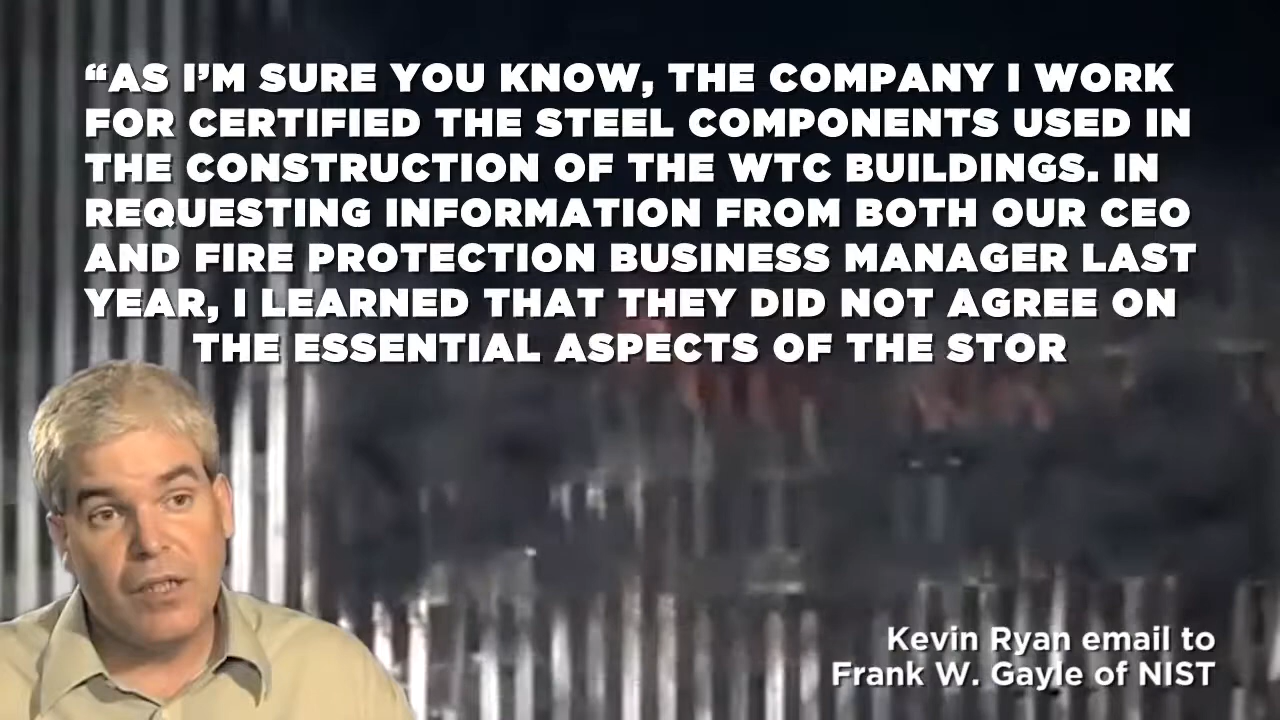 “AS I’M SURE YOU KNOW, THE COMPANY I WORK
FOR CERTIFIED THE STEEL COMPONENTS USED IN
THE CONSTRUCTION OF THE WTC BUILDINGS. IN
REQUESTING INFORMATION FROM BOTH OUR CEO
AND FIRE PROTECTION BUSINESS MANAGER LAST
YEAR, I LEARNED THAT THEY DID NOT AGREE ON
THE ESSENTIAL ASPECTS OF THE STOR
Kevin Ryan email to
Frank W. Gayle of NIST